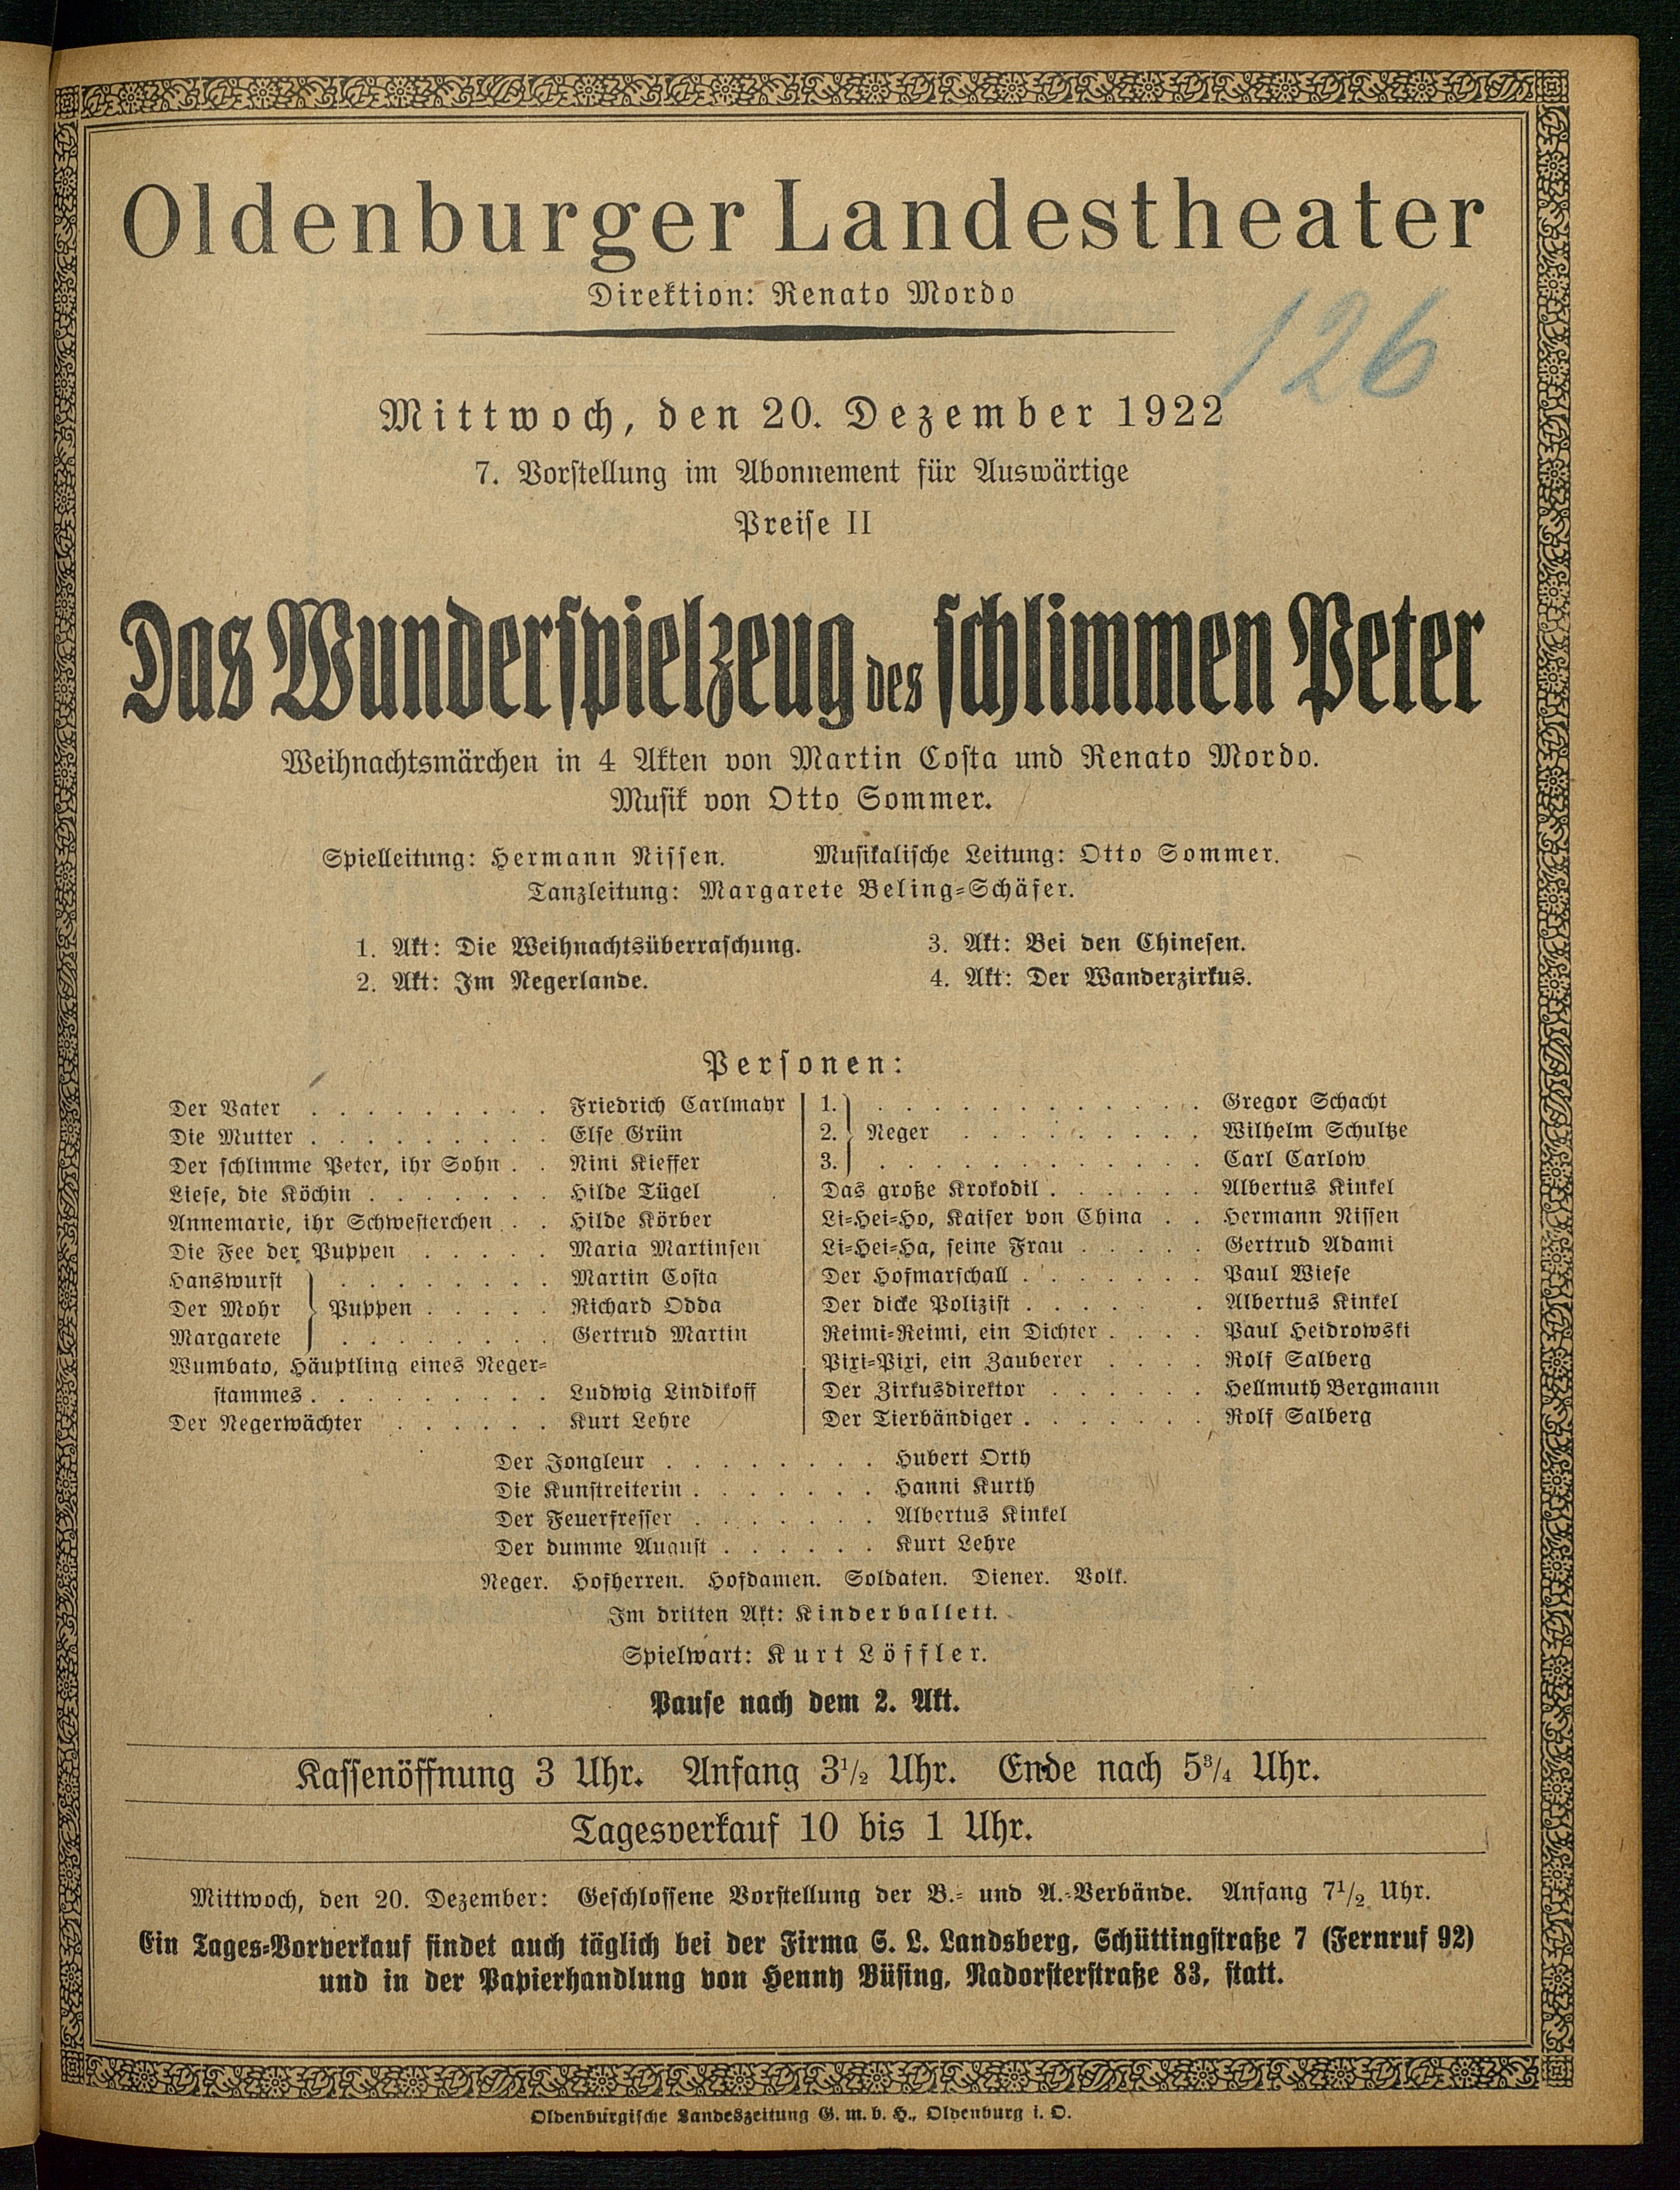 Oldenburger Landestheater
Direktion: Renato Mordo
126
Mittwoch, den 20. Dezember 1922
7. Vorstellung im Abonnement für Auswärtige
Preise II
Das Wunderspielzeug des schlimmen Peter
Weihnachtsmärchen in 4 Akten von Martin Costa und Renato Mordo.
Musik von Otto Sommer.
Spielleitung: Hermann Nissen. Musikalische Leitung: Otto Sommer.
Tanzleitung: Margarete Beling-Schäfer.
1. Akt: Die Weihnachtsüberraschung.
2. Akt: Im Negerlande.
3. Akt: Bei den Chinesen.
4. Akt: Der Wanderzirkus.
Personen:
Der Vater . . . . . . . . . Friedrich Carlmayr
Die Mutter . . . . . . . . . Else Grün
Der schlimme Peter, ihr Sohn . . Nini Kieffer
Liese, die Köchin . . . . . . . Hilde Tügel
Annemarie, ihr Schwesterchen . . Hilde Körber
Die Fee der Puppen . . . . . Maria Martinsen
Hanswurst } . . . . . . . . Martin Costa
Der Mohr } Puppen . . . . . Richard Odda
Margarete } . . . . . . . . Gertrud Martin
Wumbato, Häuptling eines Neger-
stammes . . . . . . . . . Ludwig Lindikoff
Der Negerwächter . . . . . . Kurt Lehre
1. } . . . . . . . . . . . . Gregor Schacht
2. } Neger . . . . . . . . . Wilhelm Schultze
3. } . . . . . . . . . . . . Carl Carlow
Das große Krokodil . . . . . . Albertus Kinkel
Li-Hei-Ho, Kaiser von China . . Hermann Nissen
Li-Hei-Ha, seine Frau . . . . . Gertrud Adami
Der Hofmarschall . . . . . . . Paul Wiese
Der dicke Polizist . . . . . . . Albertus Kinkel
Reimi-Reimi, ein Dichter . . . . Paul Heidrowski
Pixi-Pixi, ein Zauberer . . . . Rolf Salberg
Der Zirkusdirektor . . . . . . Hellmuth Bergmann
Der Tierbändiger . . . . . . . Rolf Salberg
Der Jongleur . . . . . . . . Hubert Orth
Die Kunstreiterin . . . . . . . Hanni Kurth
Der Feuerfresser . . . . . . . Albertus Kinkel
Der dumme August . . . . . . Kurt Lehre
Neger. Hofherren. Hofdamen. Soldaten. Diener. Volk.
Im dritten Akt: Kinderballett.
Spielwart: Kurt Löffler.
Pause nach dem 2. Akt.
Kassenöffnung 3 Uhr. Anfang 3½ Uhr. Ende nach 5¾ Uhr.
Tagesverkauf 10 bis 1 Uhr.
Mittwoch, den 20. Dezember: Geschlossene Vorstellung der B.- und A.-Verbände. Anfang 7½ Uhr.
Ein Tages-Vorverkauf findet auch täglich bei der Firma S. L. Landsberg, Schüttingstraße 7 (Fernruf 92)
und in der Papierhandlung von Henny Büsing, Nadorsterstraße 83, statt.
Oldenburgische Landeszeitung G. m. b. H., Oldenburg i. O.